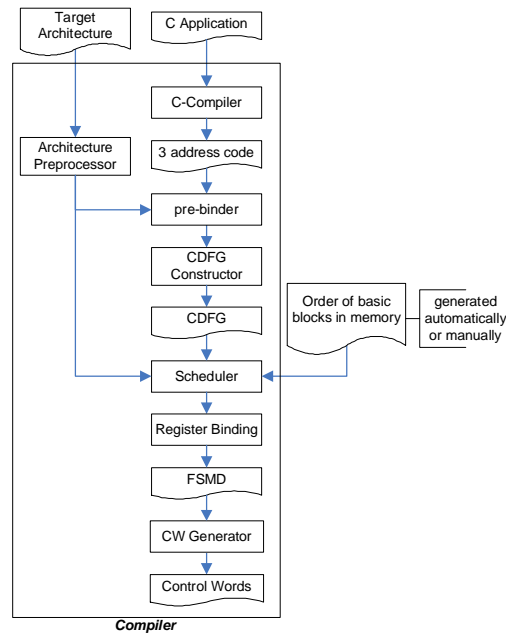 Target
Architecture
C Application
C-Compiler
Architecture
Preprocessor
3 address code
pre-binder
CDFG
Constructor
Order of basic
blocks in memory
generated
automatically
or manually
CDFG
Scheduler
Register Binding
FSMD
CW Generator
Control Words
Compiler